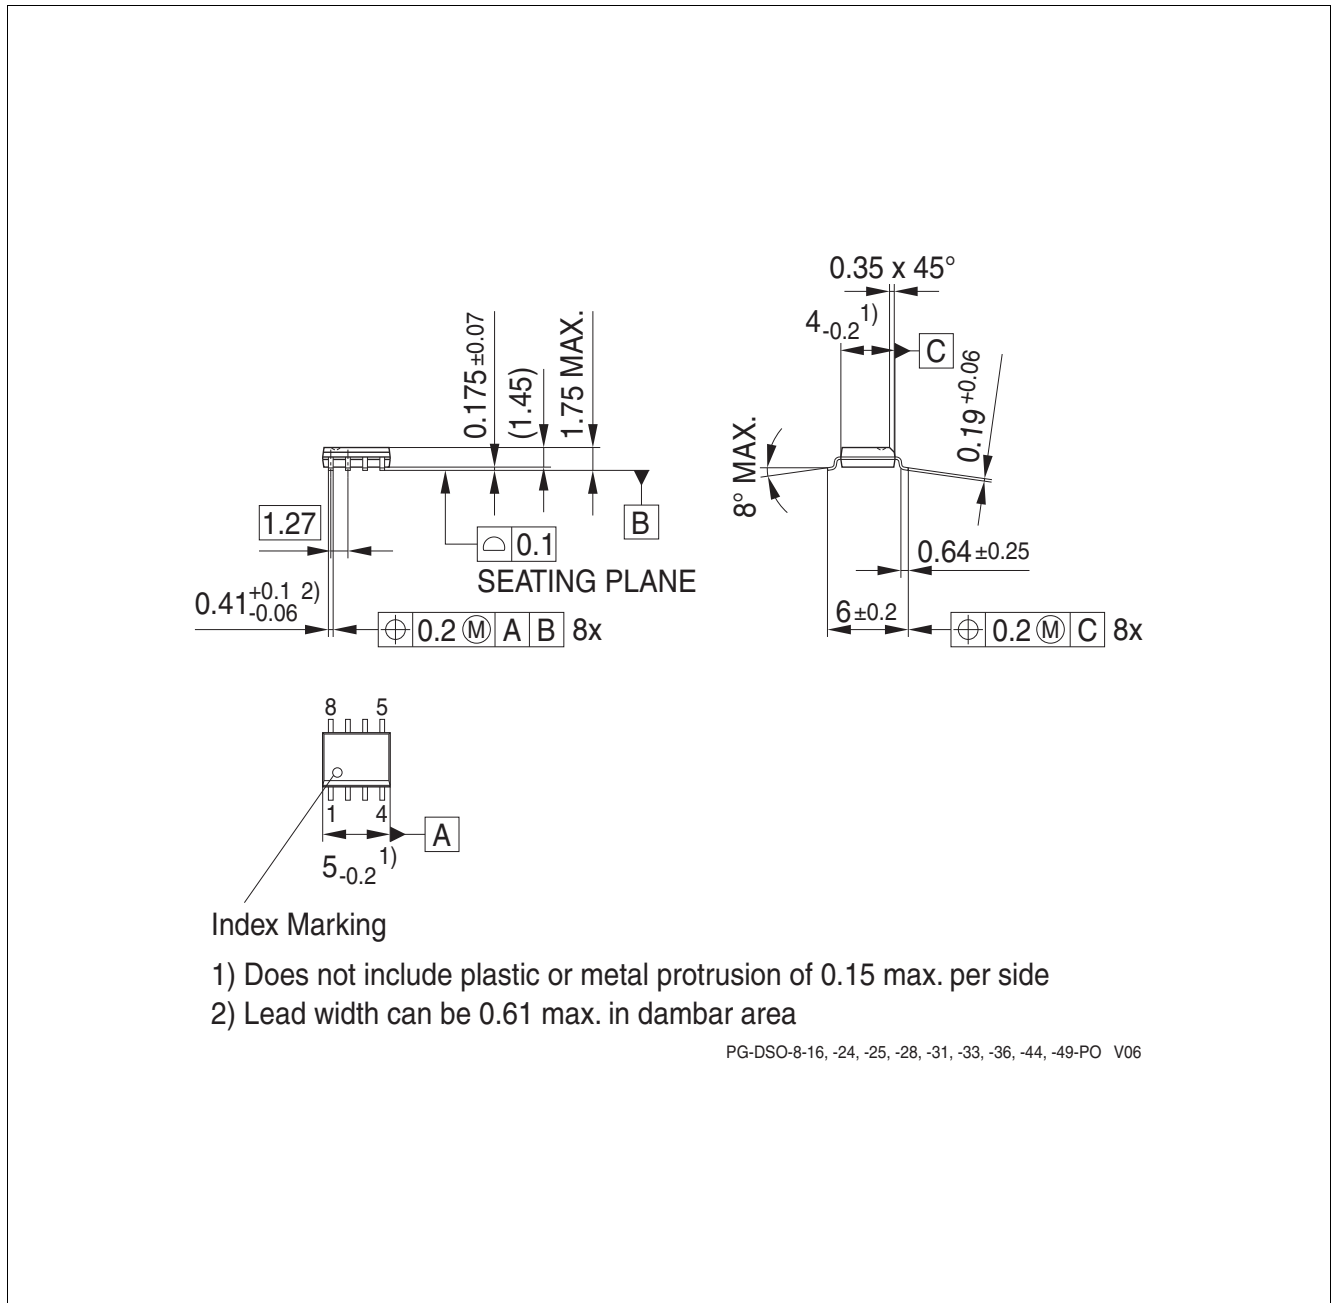 0.35 x 45°
4-0.2 1)
C
0.175±0.07
(1.45)
1.75 MAX.
0.19 +0.06
8° MAX.
1.27
B
0.1
SEATING PLANE
0.64±0.25
0.41 +0.1 -0.06 2)
0.2 Ⓜ A B 8x
6±0.2
0.2 Ⓜ C 8x
8 5
1 4
A
5-0.2 1)
Index Marking
1) Does not include plastic or metal protrusion of 0.15 max. per side
2) Lead width can be 0.61 max. in dambar area
PG-DSO-8-16, -24, -25, -28, -31, -33, -36, -44, -49-PO V06